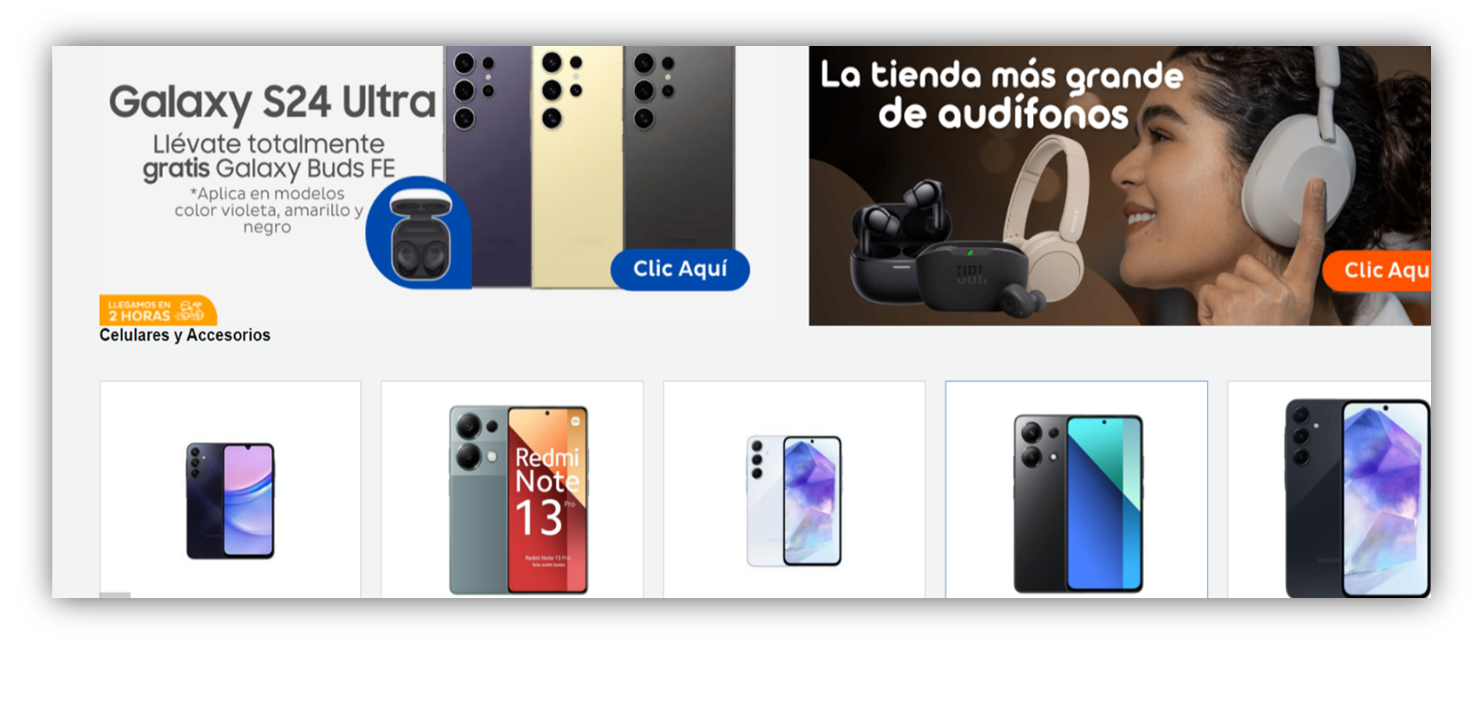 Galaxy S24 Ultra
Llévate totalmente
gratis Galaxy Buds FE
*Aplica en modelos
color violeta, amarillo y
negro
Clic Aquí
LLEGAMOS EN
2 HORAS
La tienda más grande
de audífonos
JBL
Clic Aqu
Celulares y Accesorios
Redmi
Note
13 Pro
Redmi Note 13 Pro